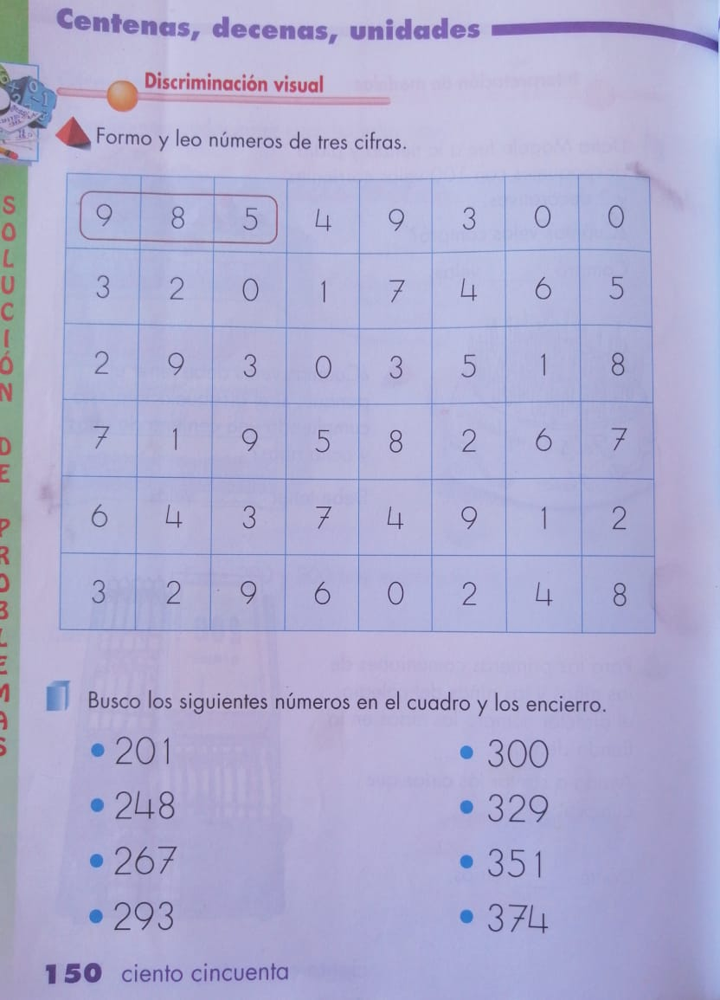 Centenas, decenas, unidades
Discriminación visual
Formo y leo números de tres cifras.
9 8 5 4 9 3 0 0
3 2 0 1 7 4 6 5
2 9 3 0 3 5 1 8
7 1 9 5 8 2 6 7
6 4 3 7 4 9 1 2
3 2 9 6 0 2 4 8
SOLUCIÓN DE PROBLEMAS
Busco los siguientes números en el cuadro y los encierro.
• 201 • 300
• 248 • 329
• 267 • 351
• 293 • 374
150 ciento cincuenta